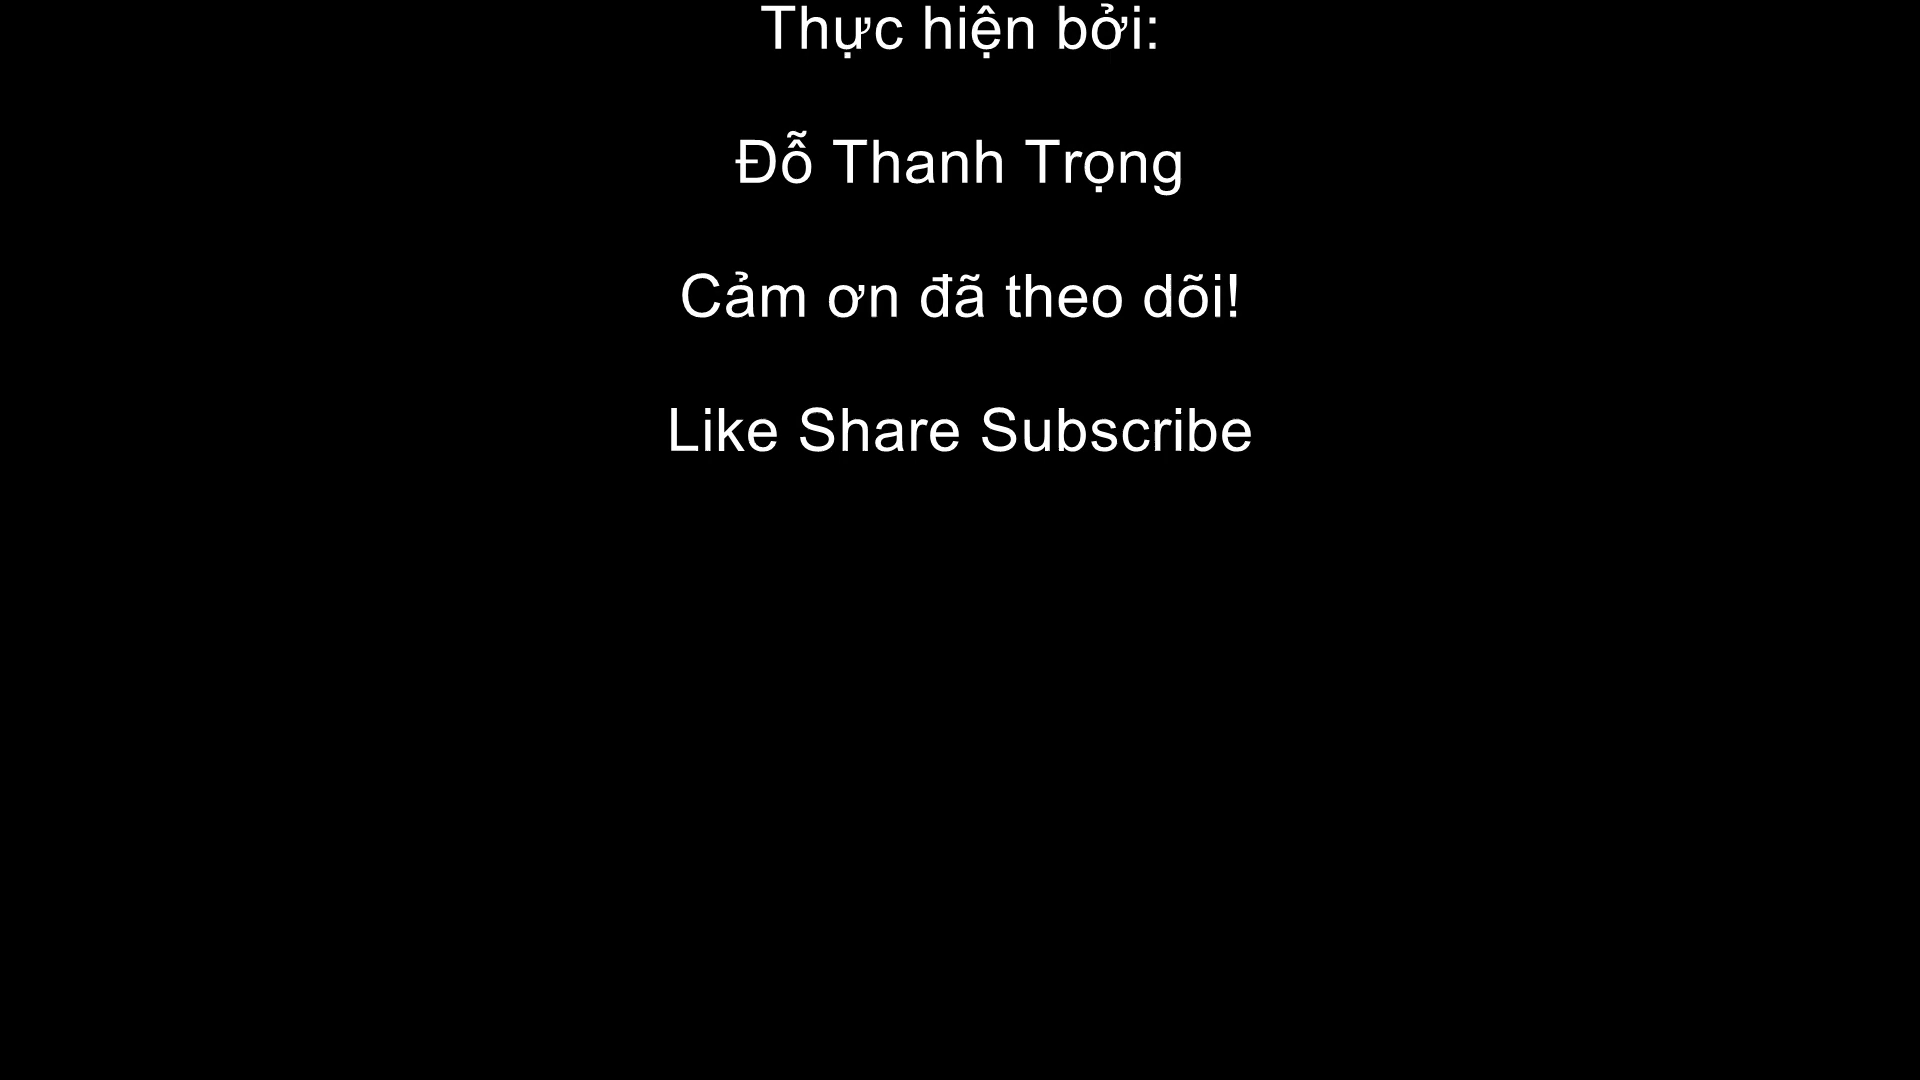 Thực hiện bởi:
Đỗ Thanh Trọng
Cảm ơn đã theo dõi!
Like Share Subscribe